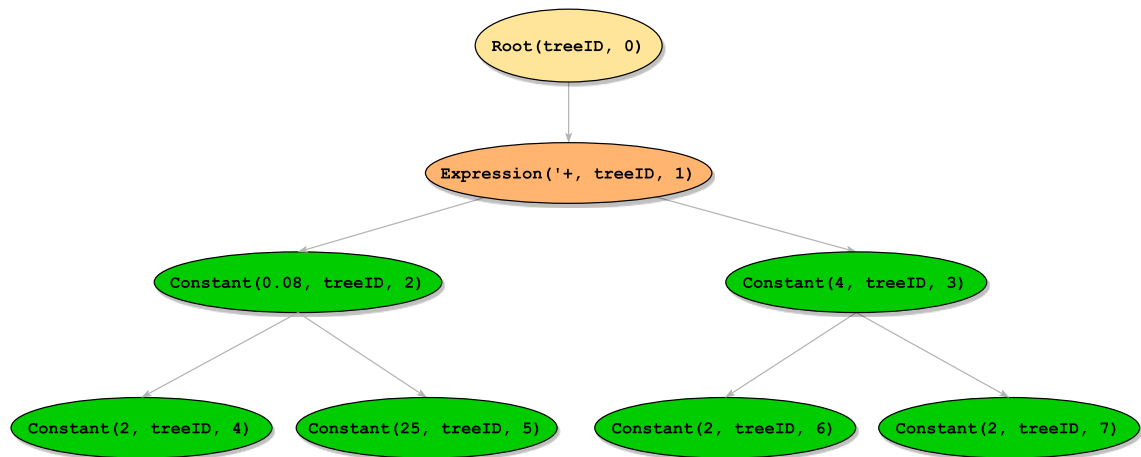 Root(treeID, 0)
Expression('+, treeID, 1)
Constant(0.08, treeID, 2)
Constant(4, treeID, 3)
Constant(2, treeID, 4)
Constant(25, treeID, 5)
Constant(2, treeID, 6)
Constant(2, treeID, 7)